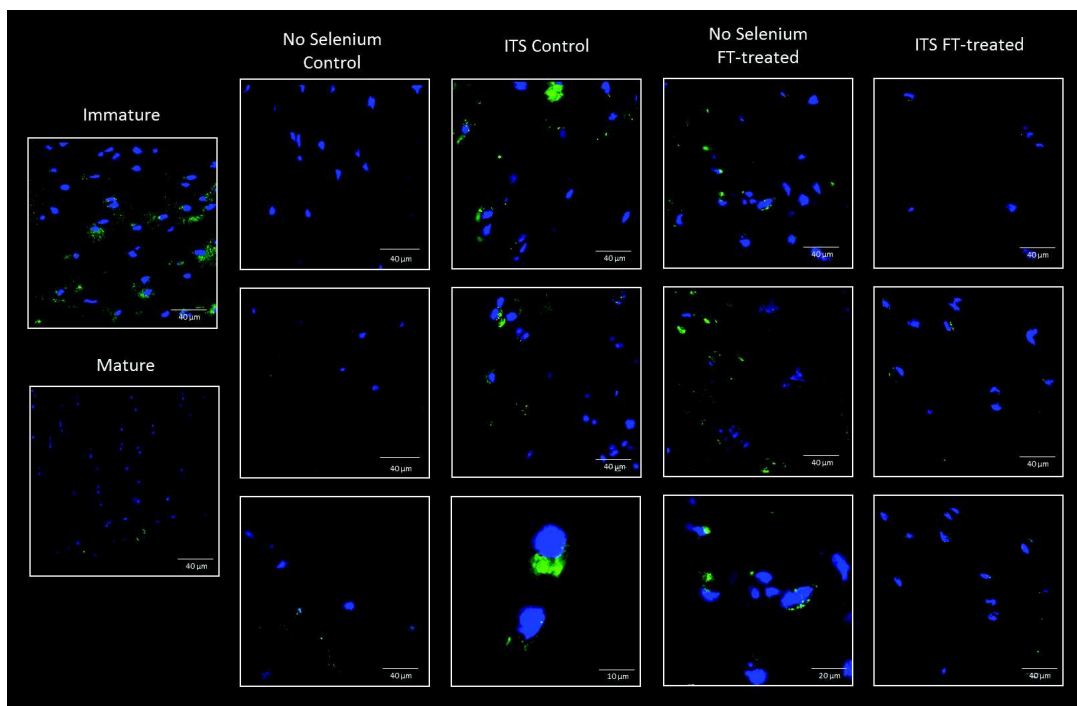 No Selenium
Control
ITS Control
No Selenium
FT-treated
ITS FT-treated
Immature
40 µm
40 µm
40 µm
40 µm
40 µm
Mature
40 µm
40 µm
40 µm
40 µm
40 µm
40 µm
10 µm
20 µm
40 µm